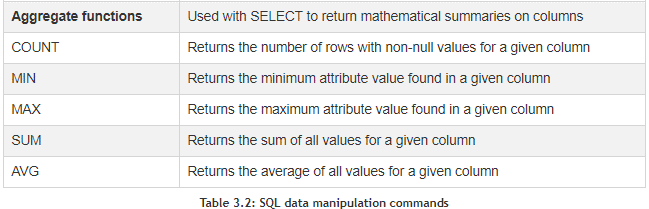 Aggregate functions Used with SELECT to return mathematical summaries on columns
COUNT Returns the number of rows with non-null values for a given column
MIN Returns the minimum attribute value found in a given column
MAX Returns the maximum attribute value found in a given column
SUM Returns the sum of all values for a given column
AVG Returns the average of all values for a given column
Table 3.2: SQL data manipulation commands